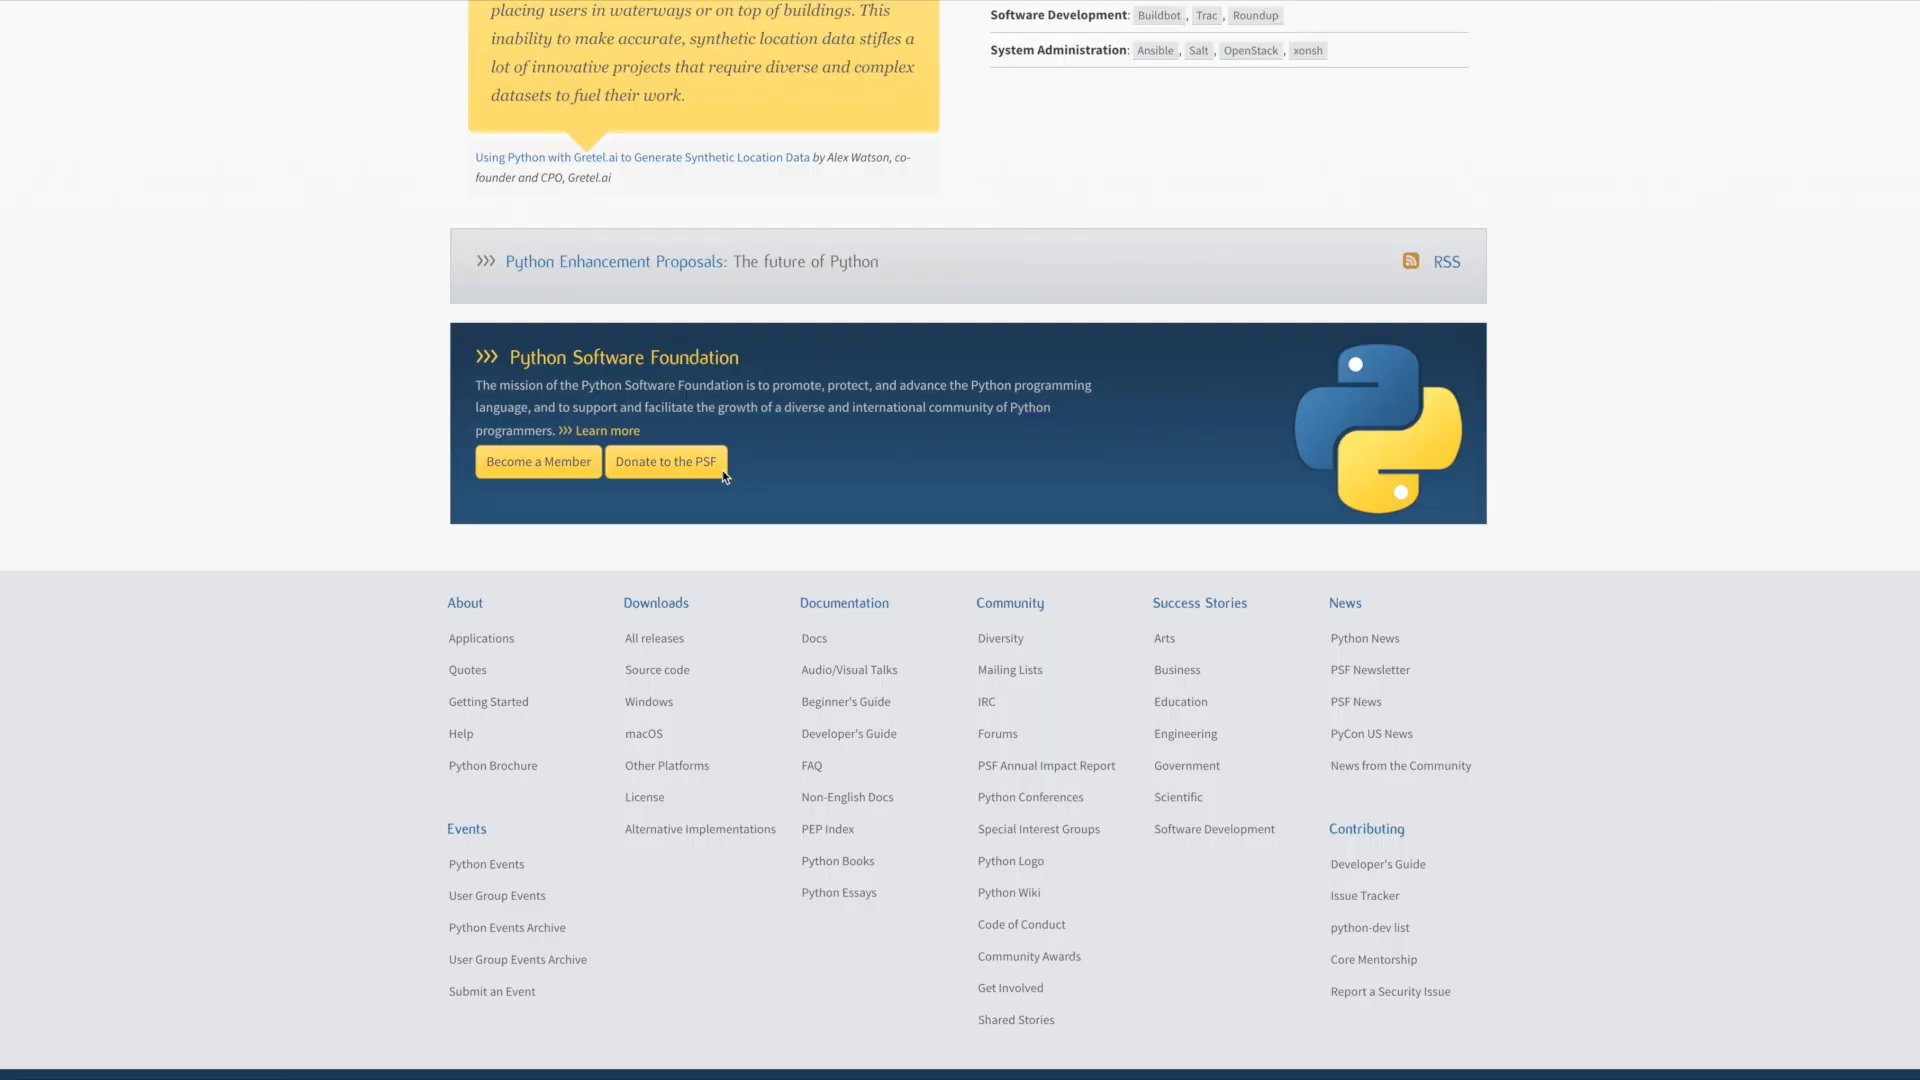 placing users in waterways or on top of buildings. This
inability to make accurate, synthetic location data stifles a
lot of innovative projects that require diverse and complex
datasets to fuel their work.
Using Python with Gretel.ai to Generate Synthetic Location Data by Alex Watson, co-
founder and CPO, Gretel.ai
Software Development: Buildbot, Trac, Roundup
System Administration: Ansible, Salt, OpenStack, xonsh
>>> Python Enhancement Proposals: The future of Python
RSS
>>> Python Software Foundation
The mission of the Python Software Foundation is to promote, protect, and advance the Python programming
language, and to support and facilitate the growth of a diverse and international community of Python
programmers. >>> Learn more
Become a Member Donate to the PSF
About
Applications
Quotes
Getting Started
Help
Python Brochure
Events
Python Events
User Group Events
Python Events Archive
User Group Events Archive
Submit an Event
Downloads
All releases
Source code
Windows
macOS
Other Platforms
License
Alternative Implementations
Documentation
Docs
Audio/Visual Talks
Beginner's Guide
Developer's Guide
FAQ
Non-English Docs
PEP Index
Python Books
Python Essays
Community
Diversity
Mailing Lists
IRC
Forums
PSF Annual Impact Report
Python Conferences
Special Interest Groups
Python Logo
Python Wiki
Code of Conduct
Community Awards
Get Involved
Shared Stories
Success Stories
Arts
Business
Education
Engineering
Government
Scientific
Software Development
News
Python News
PSF Newsletter
PSF News
PyCon US News
News from the Community
Contributing
Developer's Guide
Issue Tracker
python-dev list
Core Mentorship
Report a Security Issue